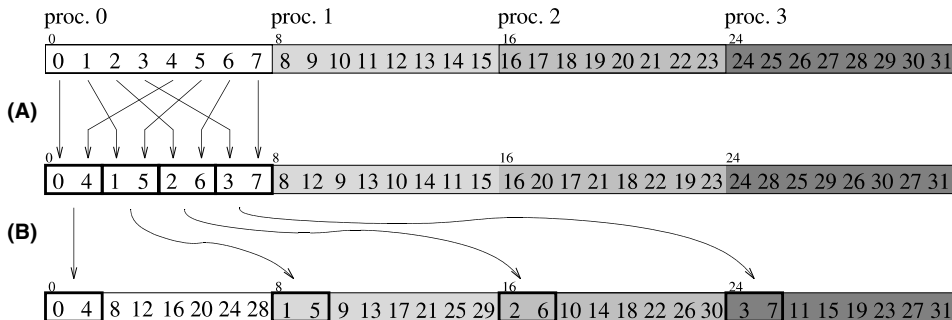 proc. 0 proc. 1 proc. 2 proc. 3
0 8 16 24
0 1 2 3 4 5 6 7 8 9 10 11 12 13 14 15 16 17 18 19 20 21 22 23 24 25 26 27 28 29 30 31
(A)
0 8 16 24
0 4 1 5 2 6 3 7 8 12 9 13 10 14 11 15 16 20 17 21 18 22 19 23 24 28 25 29 26 30 27 31
(B)
0 8 16 24
0 4 8 12 16 20 24 28 1 5 9 13 17 21 25 29 2 6 10 14 18 22 26 30 3 7 11 15 19 23 27 31